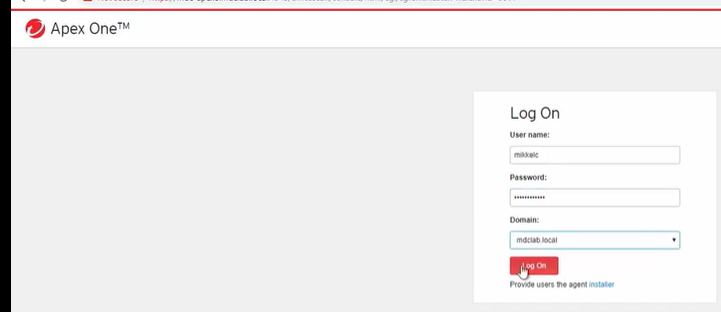 Apex One™
Log On
User name:
mikkelc
Password:
••••••••••••
Domain:
mdclab.local
Log On
Provide users the agent installer